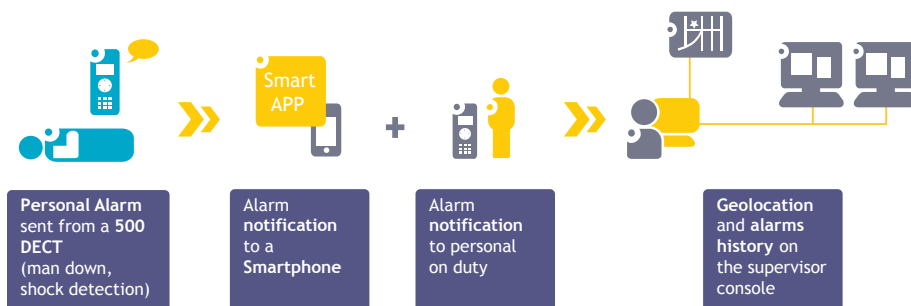 Smart
APP
Personal Alarm
sent from a 500
DECT
(man down,
shock detection)
Alarm
notification
to a
Smartphone
Alarm
notification
to personal
on duty
Geolocation
and alarms
history on
the supervisor
console